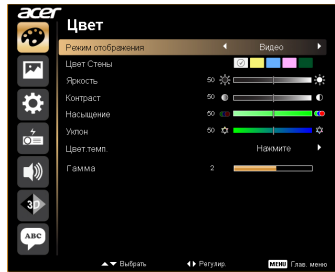 acer
Цвет
Режим отображения Видео
Цвет Стены
Яркость 50
Контраст 50
Насыщение 50
Уклон 50
Цвет.темп. Нажмите
Гамма 2
3D
ABC
Выбрать Регулир. MENU Глав. меню